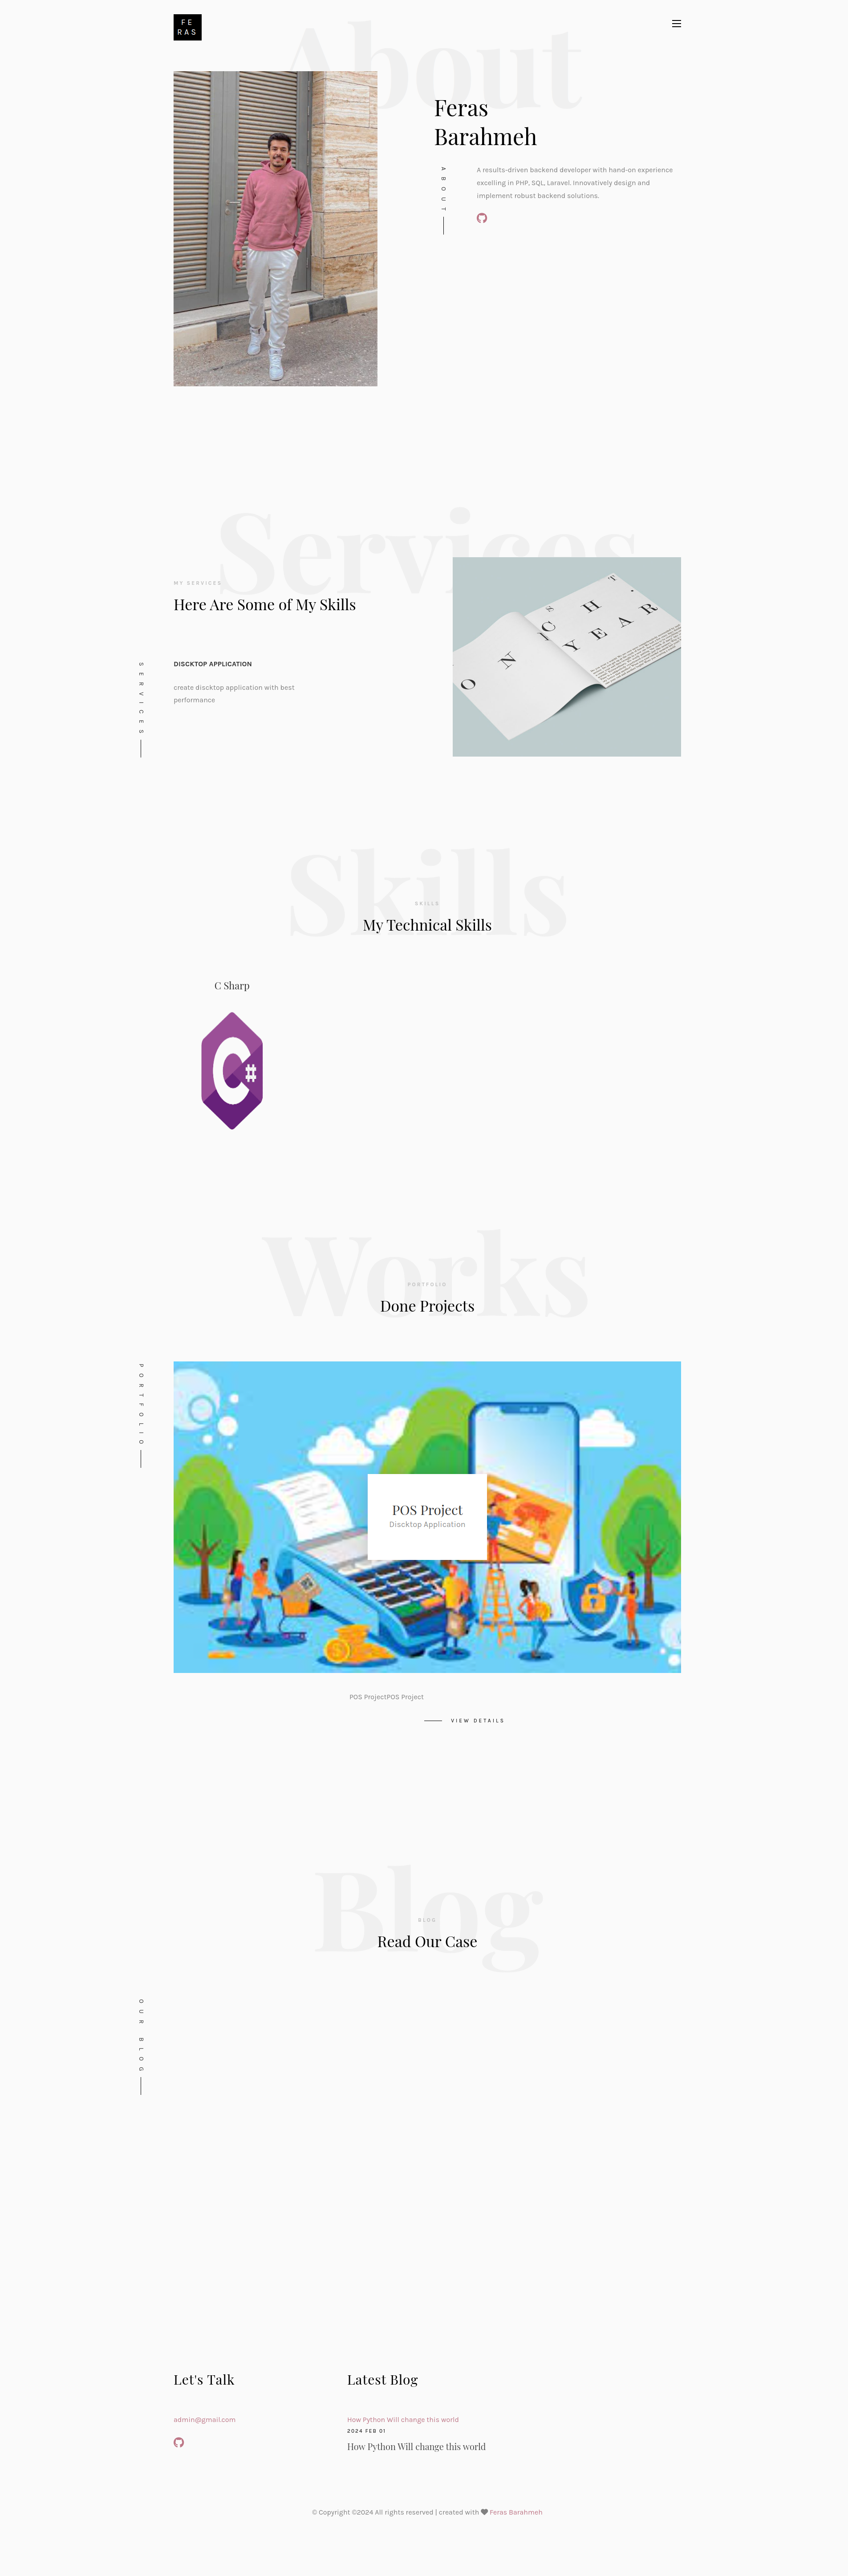 FE
RAS
About
Feras
Barahmeh
ABOUT
A results-driven backend developer with hand-on experience
excelling in PHP, SQL, Laravel. Innovatively design and
implement robust backend solutions.
Services
MY SERVICES
Here Are Some of My Skills
SERVICES
DISCKTOP APPLICATION
create discktop application with best
performance
Skills
SKILLS
My Technical Skills
C Sharp
C#
Works
PORTFOLIO
Done Projects
PORTFOLIO
POS Project
Discktop Application
POS ProjectPOS Project
VIEW DETAILS
Blog
BLOG
Read Our Case
OUR BLOG
Let's Talk
admin@gmail.com
Latest Blog
How Python Will change this world
2024 FEB 01
How Python Will change this world
© Copyright ©2024 All rights reserved | created with Feras Barahmeh